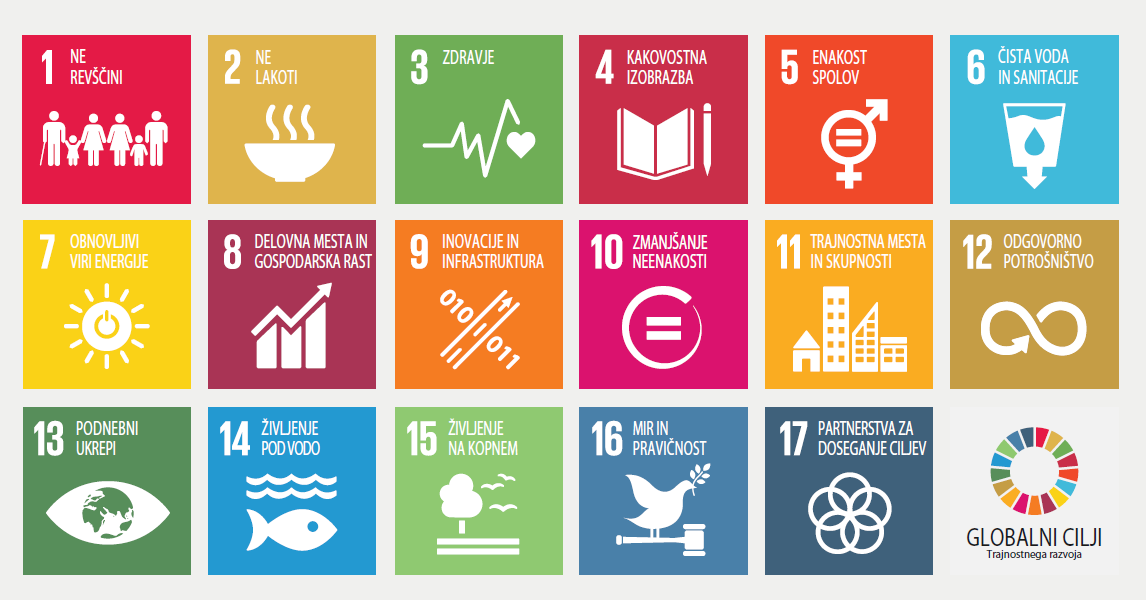 1 NE
REVŠČINI
2 NE
LAKOTI
3 ZDRAVJE
4 KAKOVOSTNA
IZOBRAZBA
5 ENAKOST
SPOLOV
6 ČISTA VODA
IN SANITACIJE
7 OBNOVLJIVI
VIRI ENERGIJE
8 DELOVNA MESTA IN
GOSPODARSKA RAST
9 INOVACIJE IN
INFRASTRUKTURA
010
011
10 ZMANJŠANJE
NEENAKOSTI
11 TRAJNOSTNA MESTA
IN SKUPNOSTI
12 ODGOVORNO
POTROŠNIŠTVO
13 PODNEBNI
UKREPI
14 ŽIVLJENJE
POD VODO
15 ŽIVLJENJE
NA KOPNEM
16 MIR IN
PRAVIČNOST
17 PARTNERSTVA ZA
DOSEGANJE CILJEV
GLOBALNI CILJI
Trajnostnega razvoja